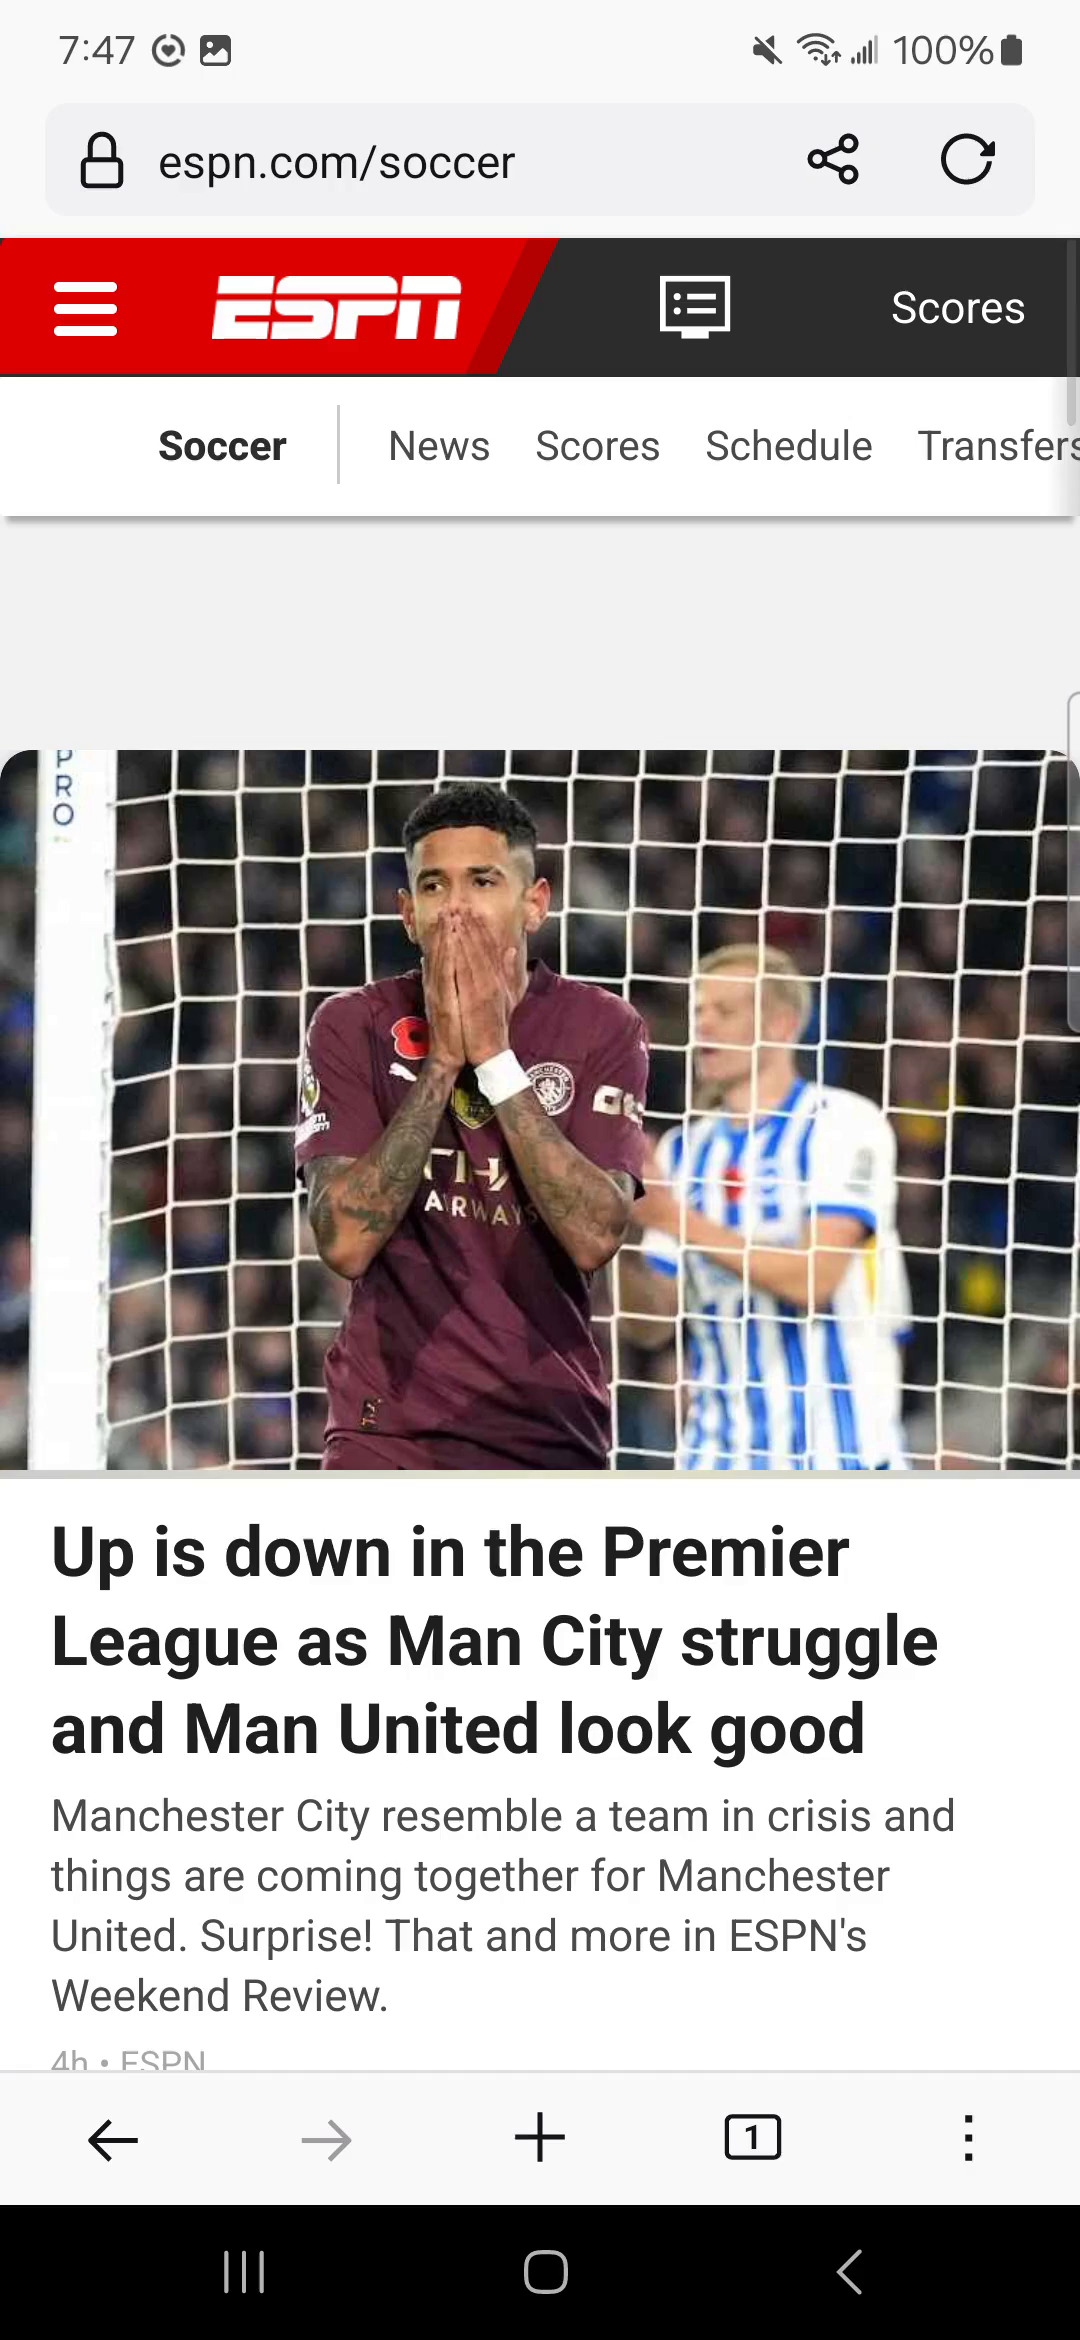 7:47 100%
espn.com/soccer
ESPN Scores
Soccer News Scores Schedule Transfers
PRO
MANCHESTER
AIRWAYS
Up is down in the Premier
League as Man City struggle
and Man United look good
Manchester City resemble a team in crisis and
things are coming together for Manchester
United. Surprise! That and more in ESPN's
Weekend Review.
4h • ESPN
1